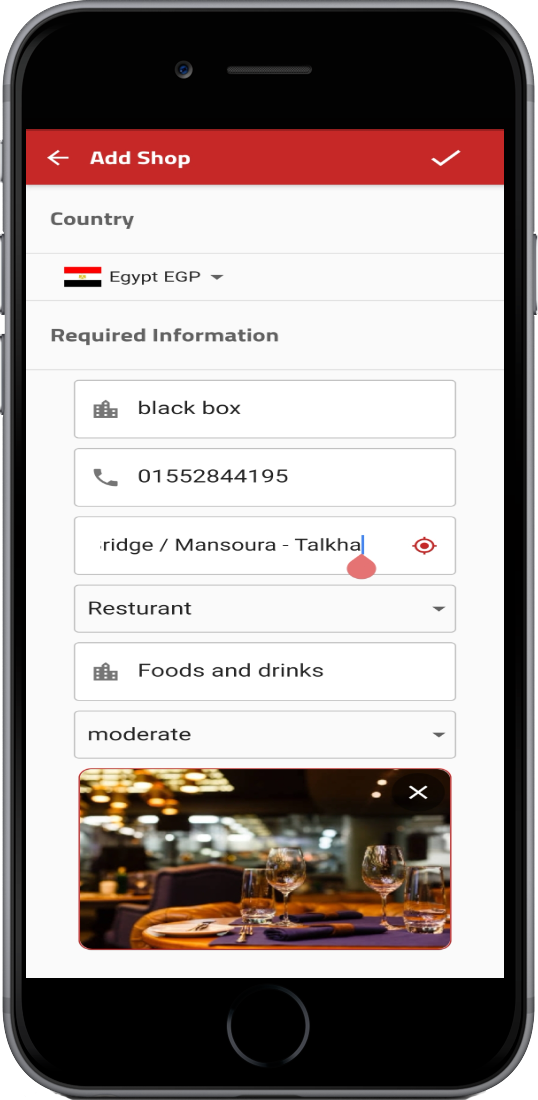 Add Shop
Country
Egypt EGP
Required Information
black box
01552844195
ridge / Mansoura - Talkha
Resturant
Foods and drinks
moderate